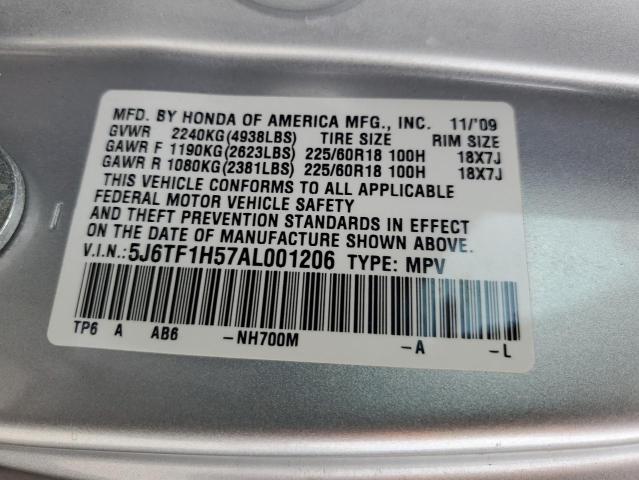 MFD. BY HONDA OF AMERICA MFG., INC. 11/'09
GVWR 2240KG(4938LBS) TIRE SIZE RIM SIZE
GAWR F 1190KG(2623LBS) 225/60R18 100H 18X7J
GAWR R 1080KG(2381LBS) 225/60R18 100H 18X7J
THIS VEHICLE CONFORMS TO ALL APPLICABLE
FEDERAL MOTOR VEHICLE SAFETY
AND THEFT PREVENTION STANDARDS IN EFFECT
ON THE DATE OF MANUFACTURE SHOWN ABOVE.
V.I.N.:5J6TF1H57AL001206 TYPE: MPV
TP6 A AB6 -NH700M -A -L